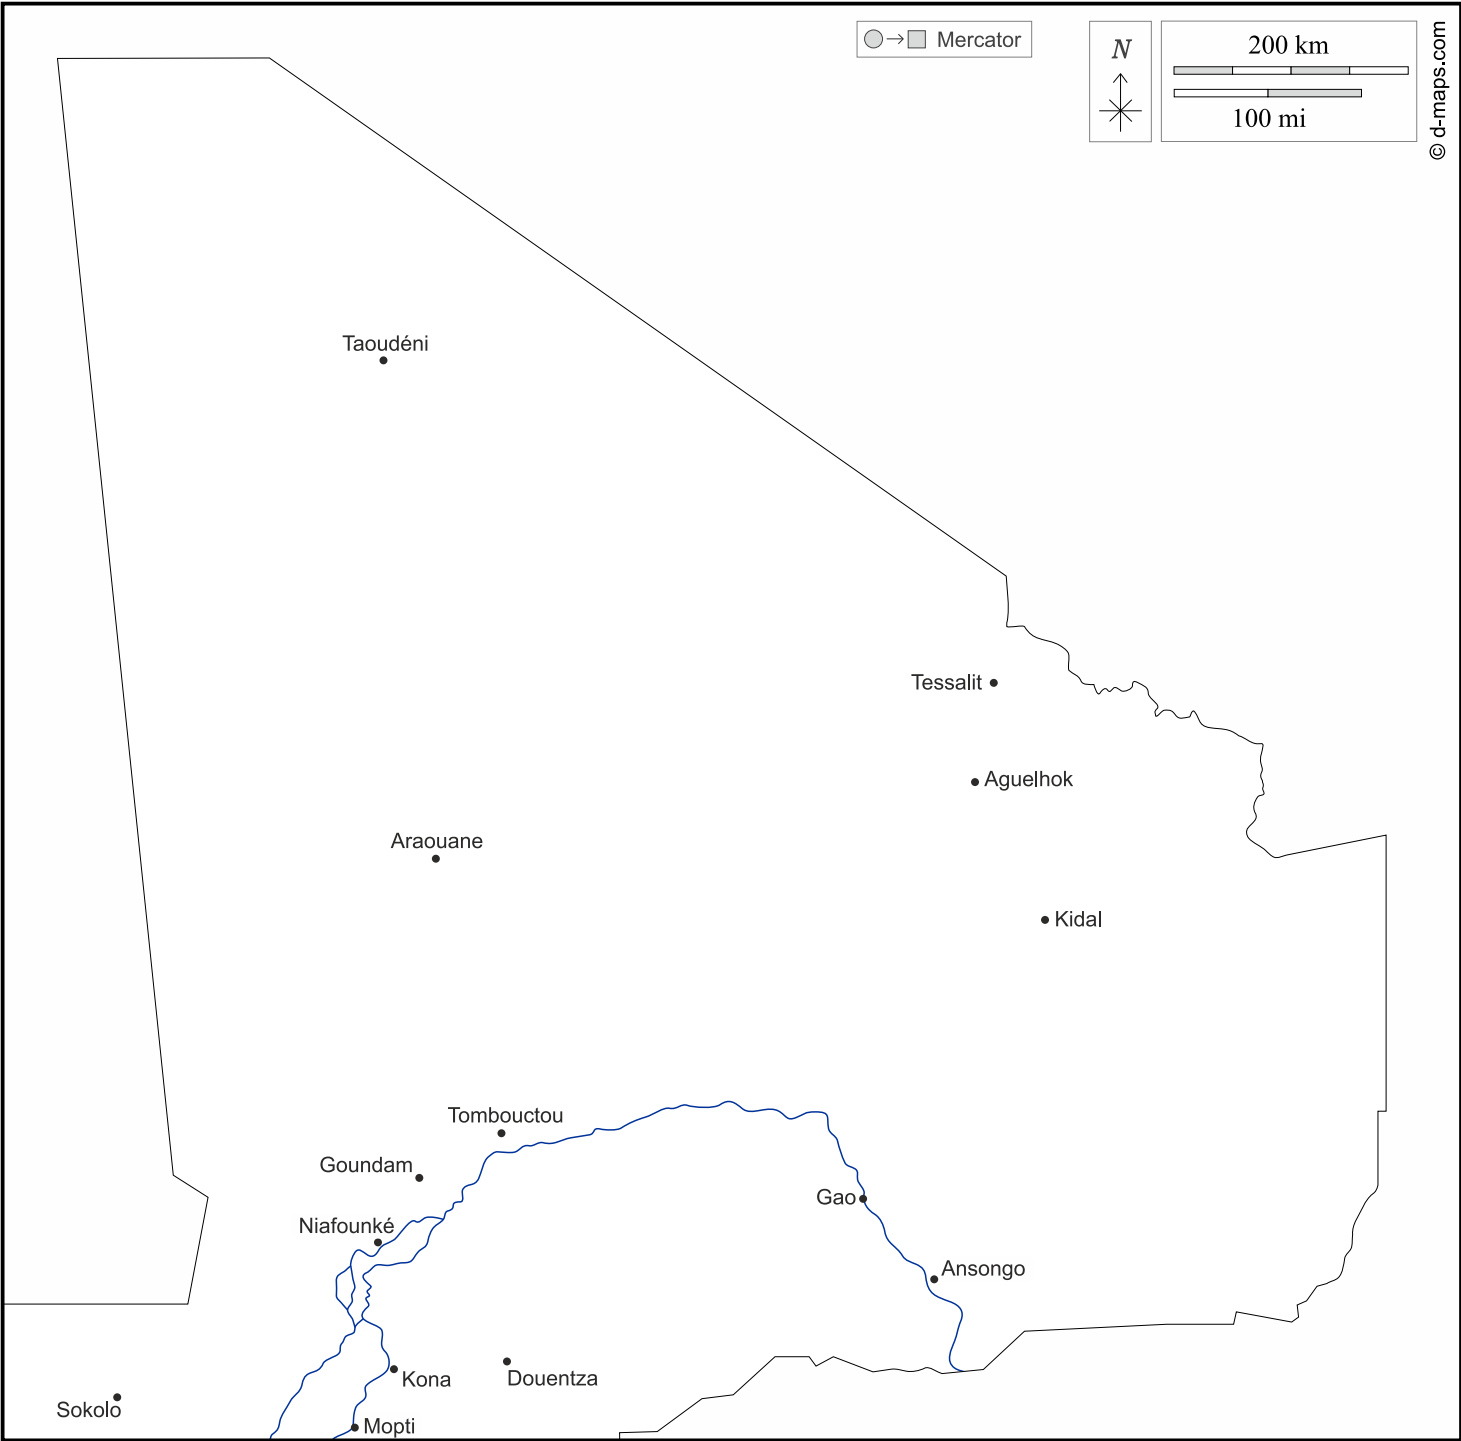 Mercator
N
200 km
100 mi
© d-maps.com
Taoudéni
Tessalit
Aguelhok
Araouane
Kidal
Tombouctou
Goundam
Gao
Niafounké
Ansongo
Kona
Douentza
Sokolo
Mopti